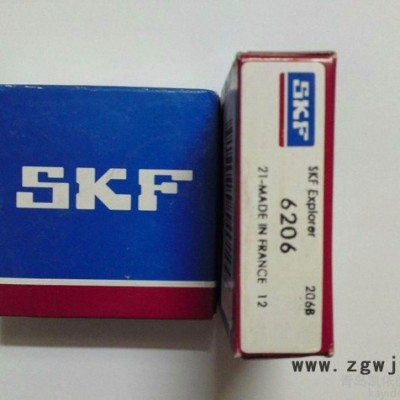 SKF
SKF
SKF Explorer
6206
206B
21-MADE IN FRANCE 12
www.zgwj